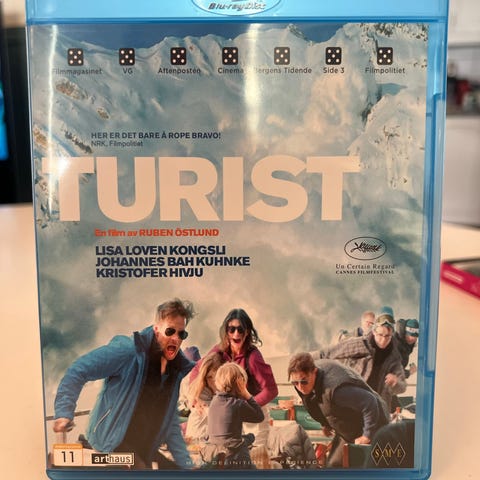 Blu-ray Disc
Filmmagasinet VG Aftenposten Cinema Bergens Tidende Side 3 Filmpolitiet
HER ER DET BARE Å ROPE BRAVO!
NRK, Filmpolitiet
TURIST
En film av RUBEN ÖSTLUND
LISA LOVEN KONGSLI
JOHANNES BAH KUHNKE
KRISTOFER HIVJU
Un Certain Regard
CANNES FILMFESTIVAL
11 arthaus
HIGH DEFINITION EXPERIENCE
SME